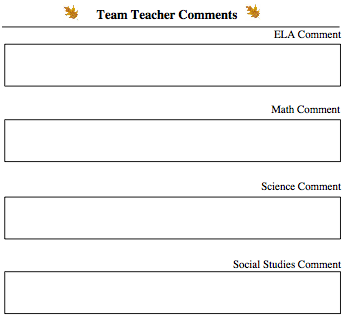 Team Teacher Comments
ELA Comment
Math Comment
Science Comment
Social Studies Comment